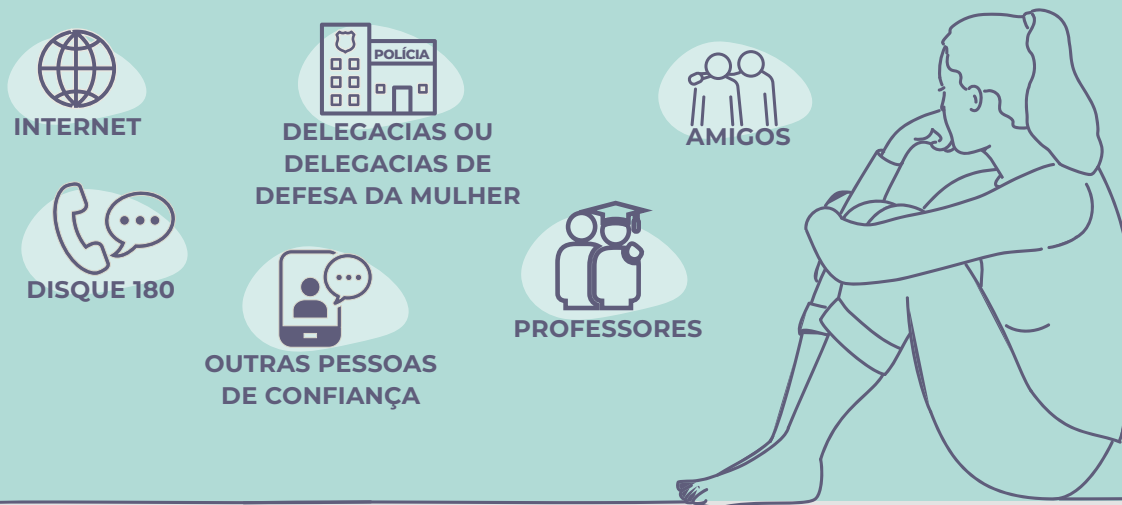 INTERNET
POLÍCIA
DELEGACIAS OU
DELEGACIAS DE
DEFESA DA MULHER
AMIGOS
DISQUE 180
OUTRAS PESSOAS
DE CONFIANÇA
PROFESSORES